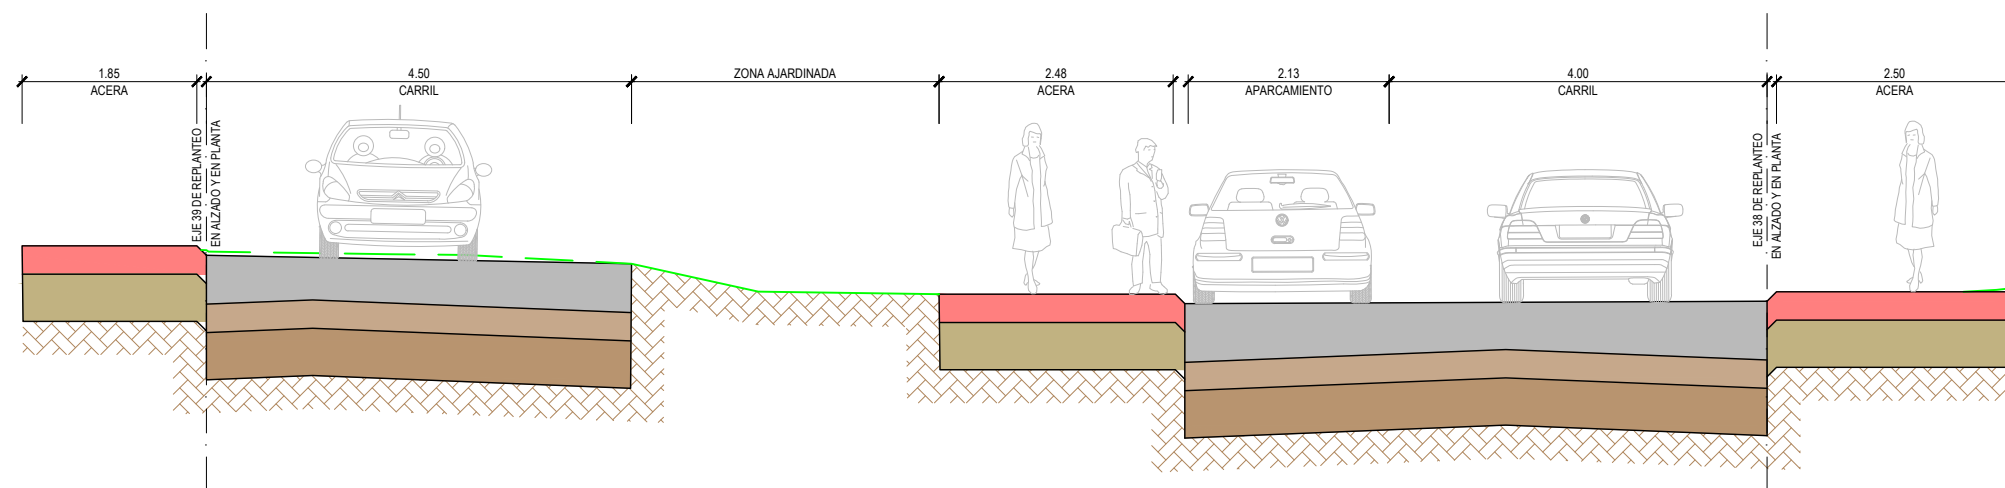 1.85
ACERA
4.50
CARRIL
ZONA AJARDINADA
2.48
ACERA
2.13
APARCAMIENTO
4.00
CARRIL
2.50
ACERA
EJE 39 DE REPLANTEO
EN ALZADO Y EN PLANTA
EJE 38 DE REPLANTEO
EN ALZADO Y EN PLANTA